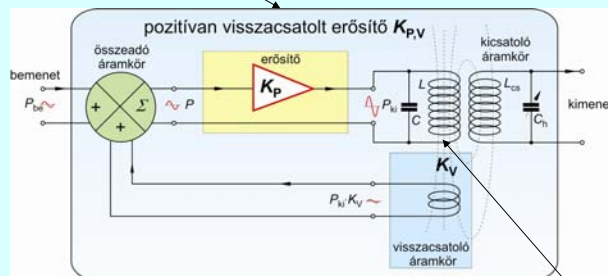 pozitívan visszacsatolt erősítő K_P,V
összeadó
áramkör
erősítő
kicsatoló
áramkör
bemenet
P_be
+ Σ
+
P
K_P
P_ki
C
L
L_cs
C_h
kimene
K_V
P_ki·K_V
visszacsatoló
áramkör